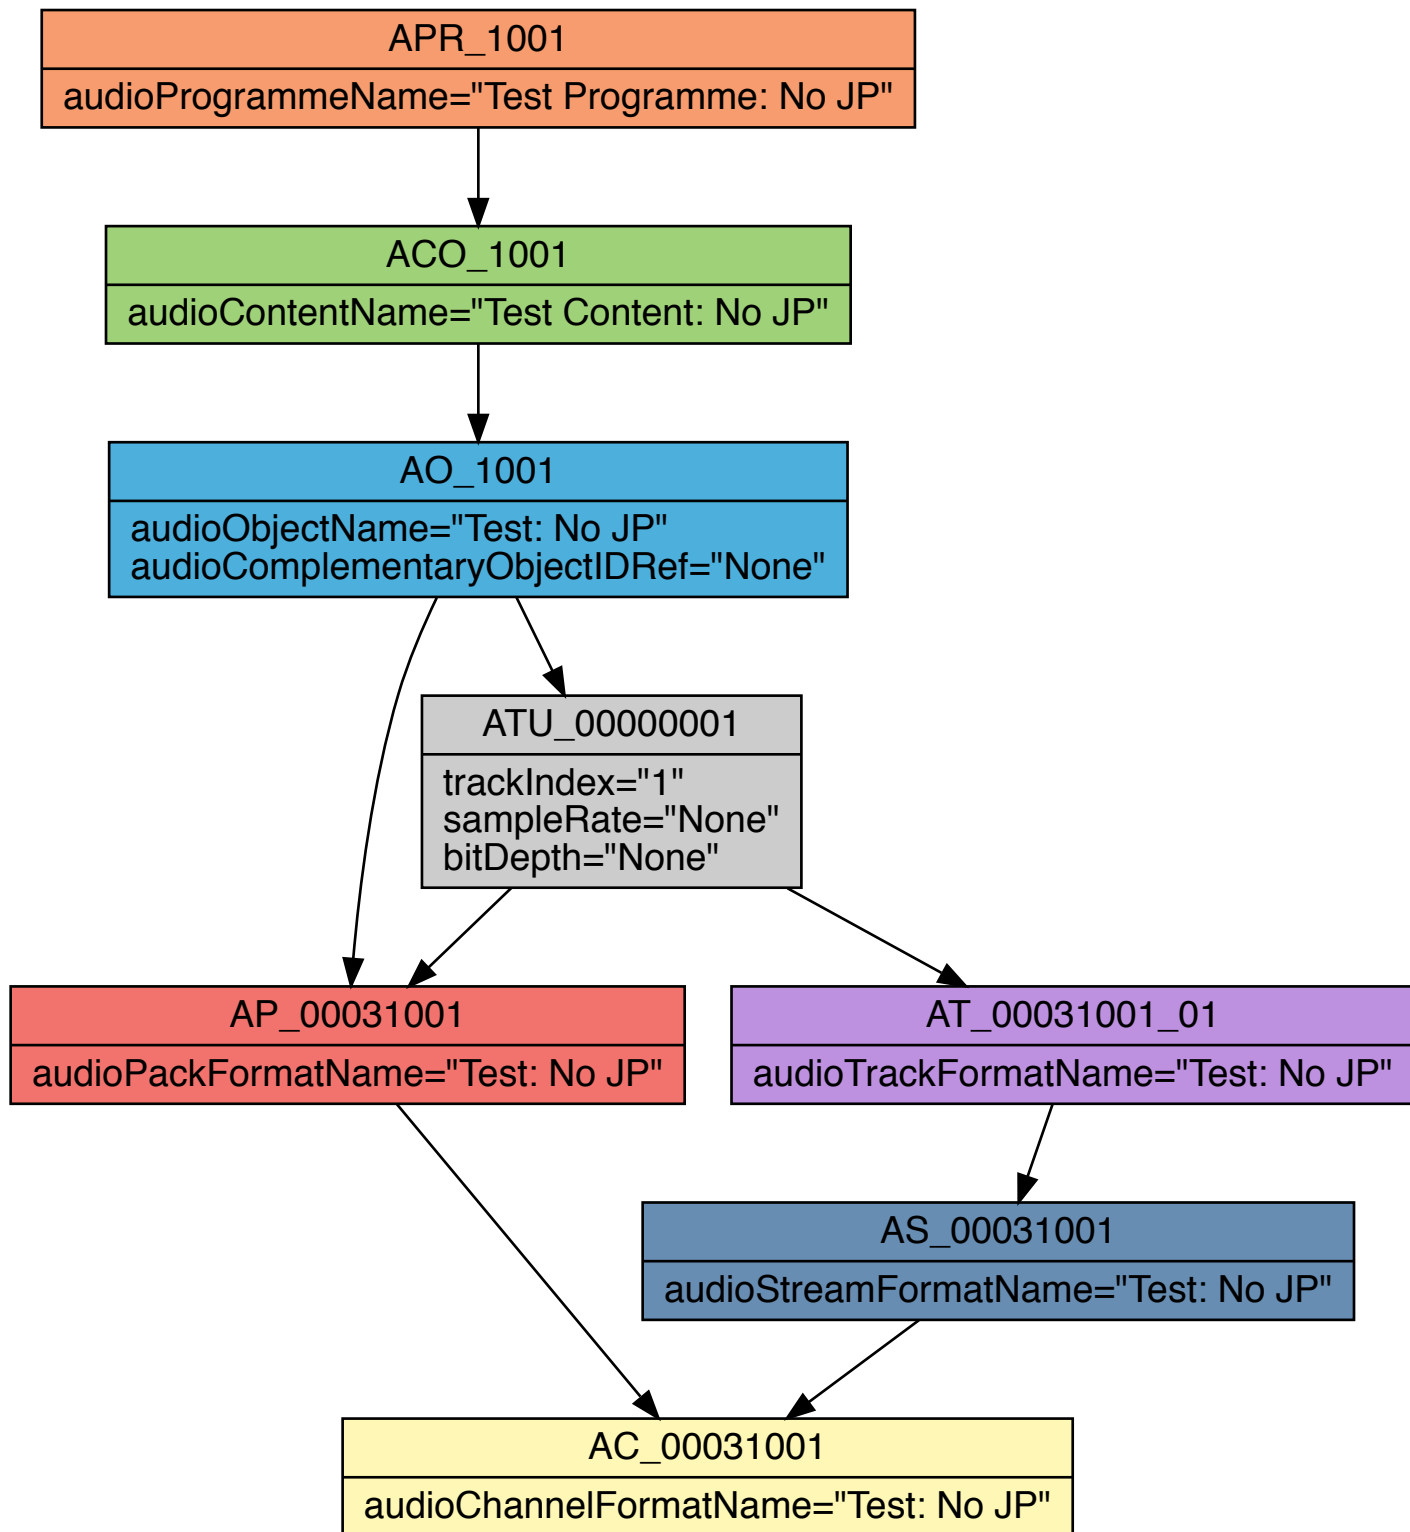 APR_1001
audioProgrammeName="Test Programme: No JP"
ACO_1001
audioContentName="Test Content: No JP"
AO_1001
audioObjectName="Test: No JP"
audioComplementaryObjectIDRef="None"
ATU_00000001
trackIndex="1"
sampleRate="None"
bitDepth="None"
AP_00031001
audioPackFormatName="Test: No JP"
AT_00031001_01
audioTrackFormatName="Test: No JP"
AS_00031001
audioStreamFormatName="Test: No JP"
AC_00031001
audioChannelFormatName="Test: No JP"